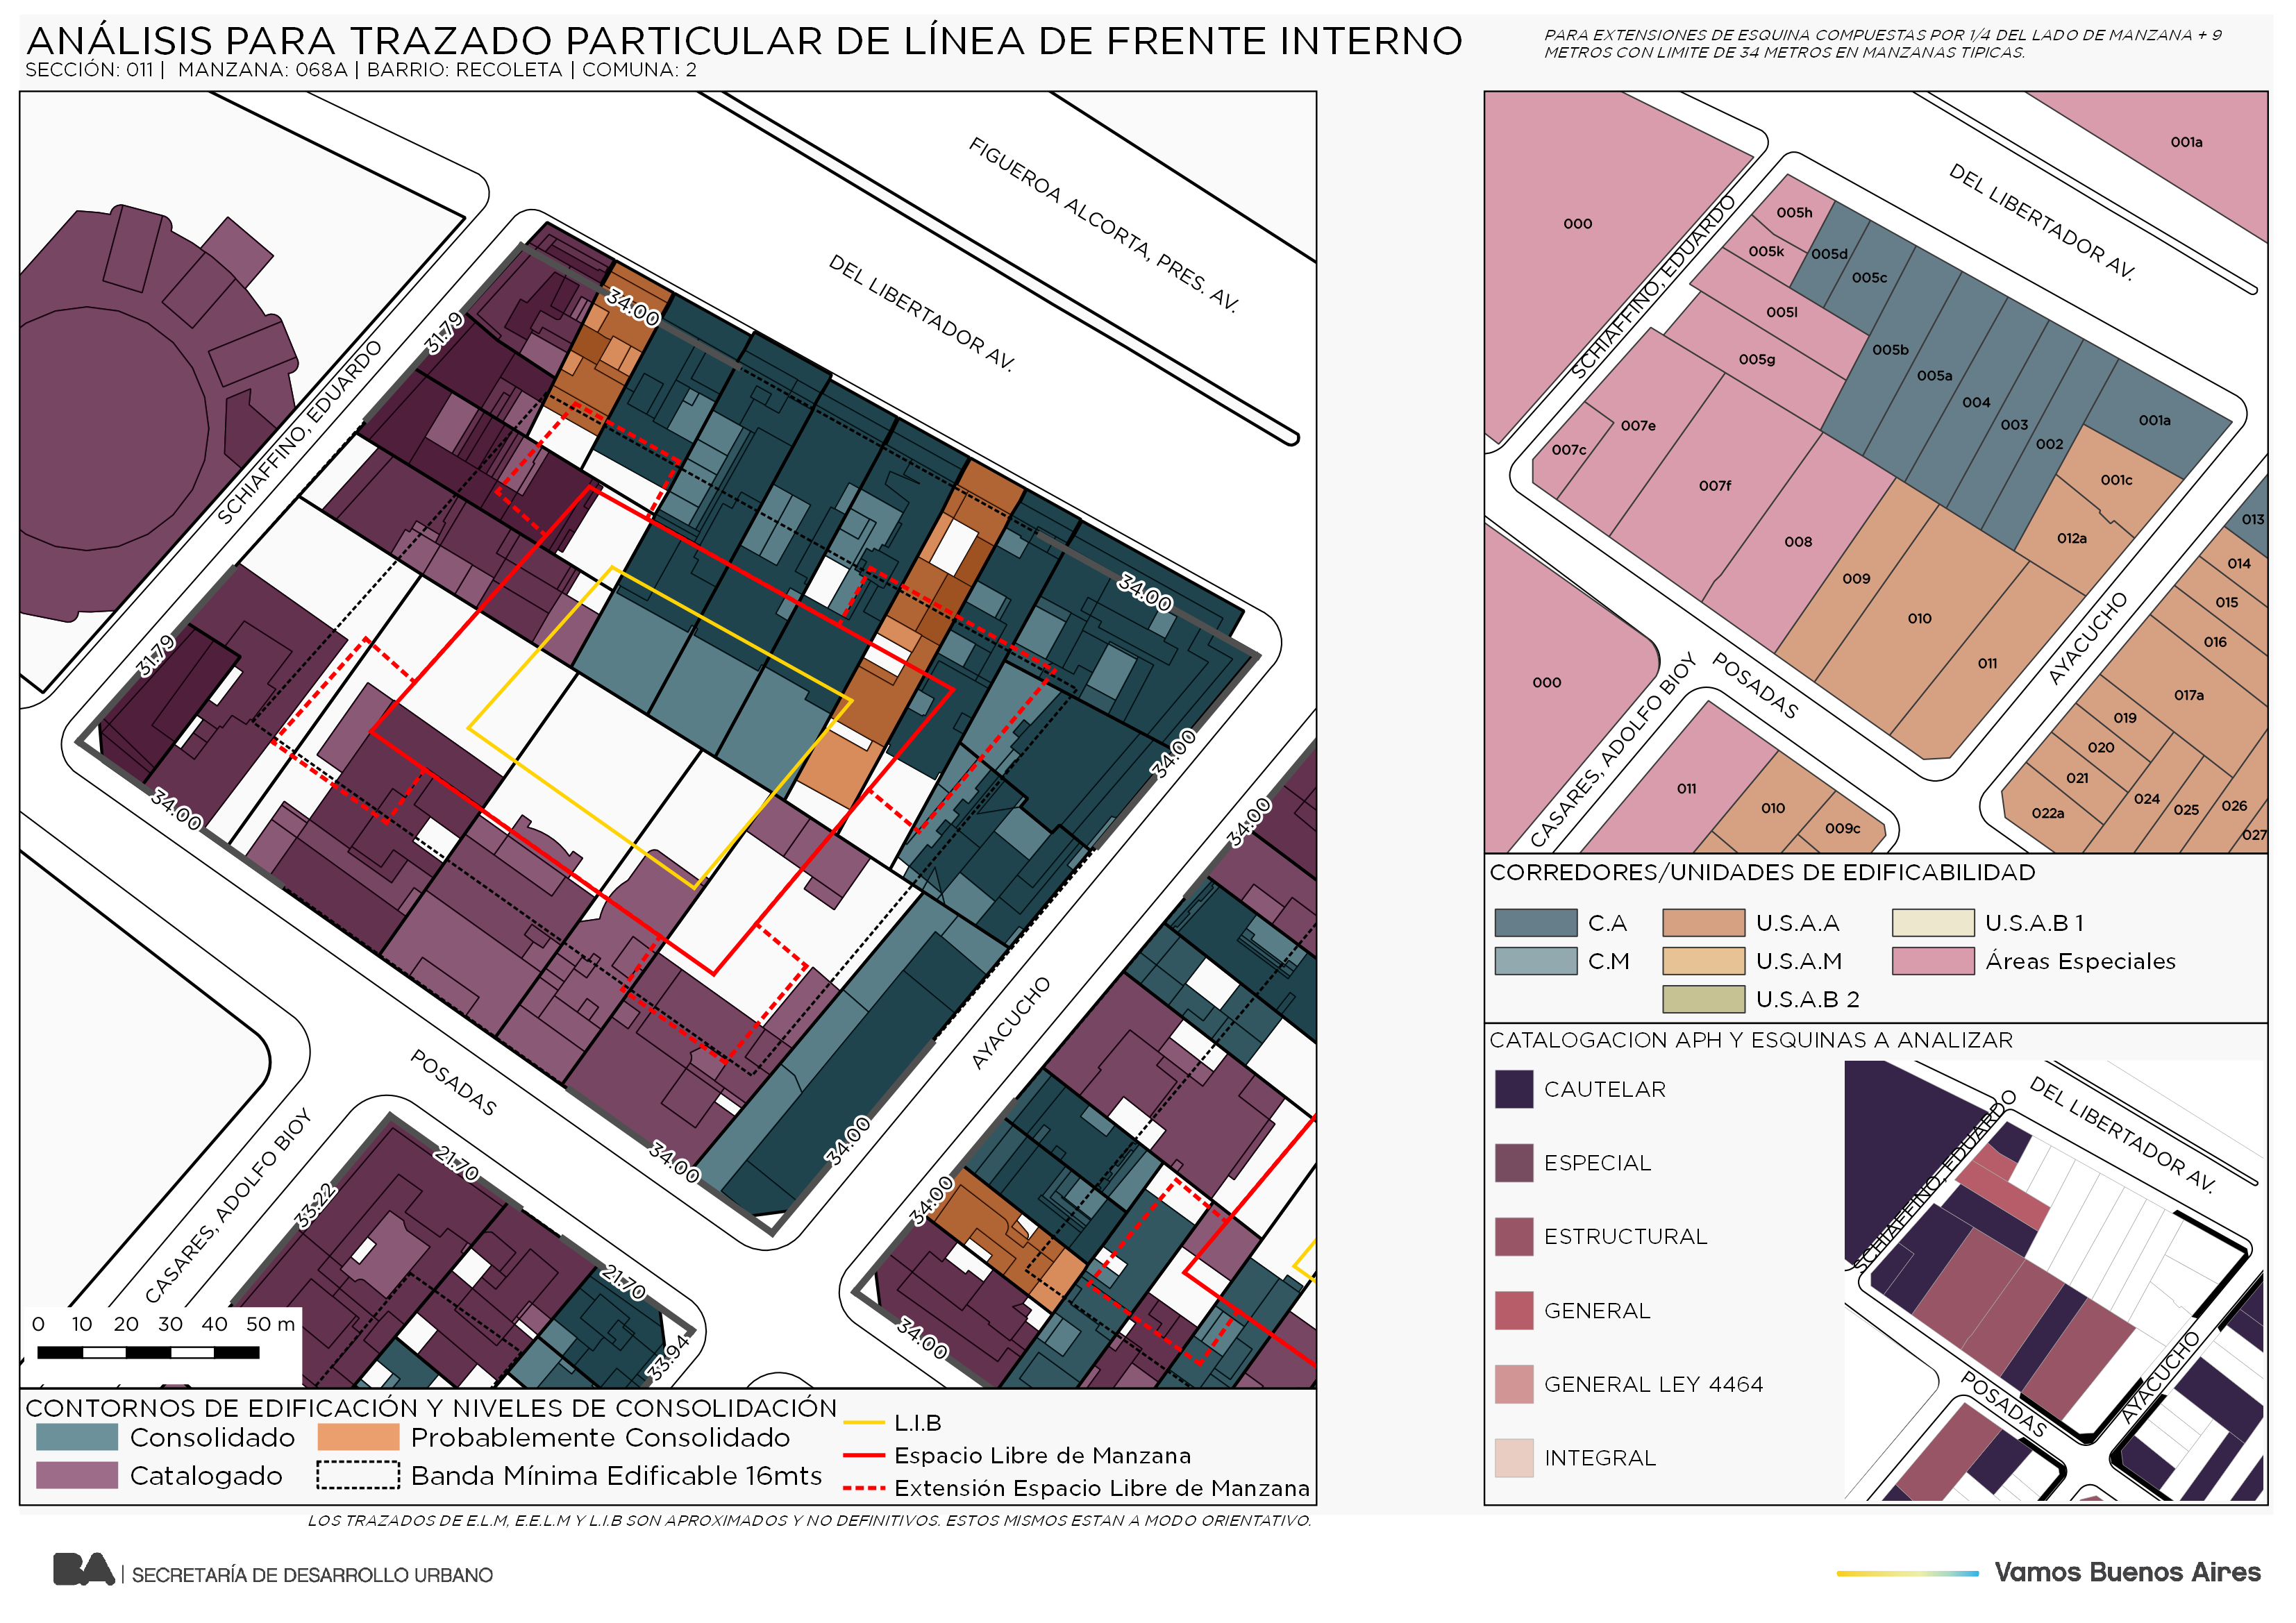 ANÁLISIS PARA TRAZADO PARTICULAR DE LÍNEA DE FRENTE INTERNO
SECCIÓN: 011 | MANZANA: 068A | BARRIO: RECOLETA | COMUNA: 2
PARA EXTENSIONES DE ESQUINA COMPUESTAS POR 1/4 DEL LADO DE MANZANA + 9
METROS CON LIMITE DE 34 METROS EN MANZANAS TIPICAS.
FIGUEROA ALCORTA, PRES. AV.
DEL LIBERTADOR AV.
SCHIAFFINO, EDUARDO
34.00
31.79
34.00
31.79
34.00
34.00
34.00
34.00
34.00
POSADAS
AYACUCHO
CASARES, ADOLFO BIOY
21.70
33.22
21.70
33.94
34.00
34.00
0 10 20 30 40 50 m
CONTORNOS DE EDIFICACIÓN Y NIVELES DE CONSOLIDACIÓN
Consolidado
Probablemente Consolidado
Catalogado
Banda Mínima Edificable 16mts
L.I.B
Espacio Libre de Manzana
Extensión Espacio Libre de Manzana
LOS TRAZADOS DE E.L.M, E.E.L.M Y L.I.B SON APROXIMADOS Y NO DEFINITIVOS. ESTOS MISMOS ESTAN A MODO ORIENTATIVO.
001a
DEL LIBERTADOR AV.
000
SCHIAFFINO, EDUARDO
005h
005k
005d
005c
005l
005g
005b
005a
004
003
002
001a
001c
012a
007e
007c
007f
008
009
010
011
013
014
015
016
017a
019
020
021
022a
024
025
026
027
000
POSADAS
AYACUCHO
CASARES, ADOLFO BIOY
011
010
009c
CORREDORES/UNIDADES DE EDIFICABILIDAD
C.A
U.S.A.A
U.S.A.B 1
C.M
U.S.A.M
Áreas Especiales
U.S.A.B 2
CATALOGACION APH Y ESQUINAS A ANALIZAR
CAUTELAR
ESPECIAL
ESTRUCTURAL
GENERAL
GENERAL LEY 4464
INTEGRAL
DEL LIBERTADOR AV.
SCHIAFFINO, EDUARDO
POSADAS
AYACUCHO
BA | SECRETARÍA DE DESARROLLO URBANO
Vamos Buenos Aires